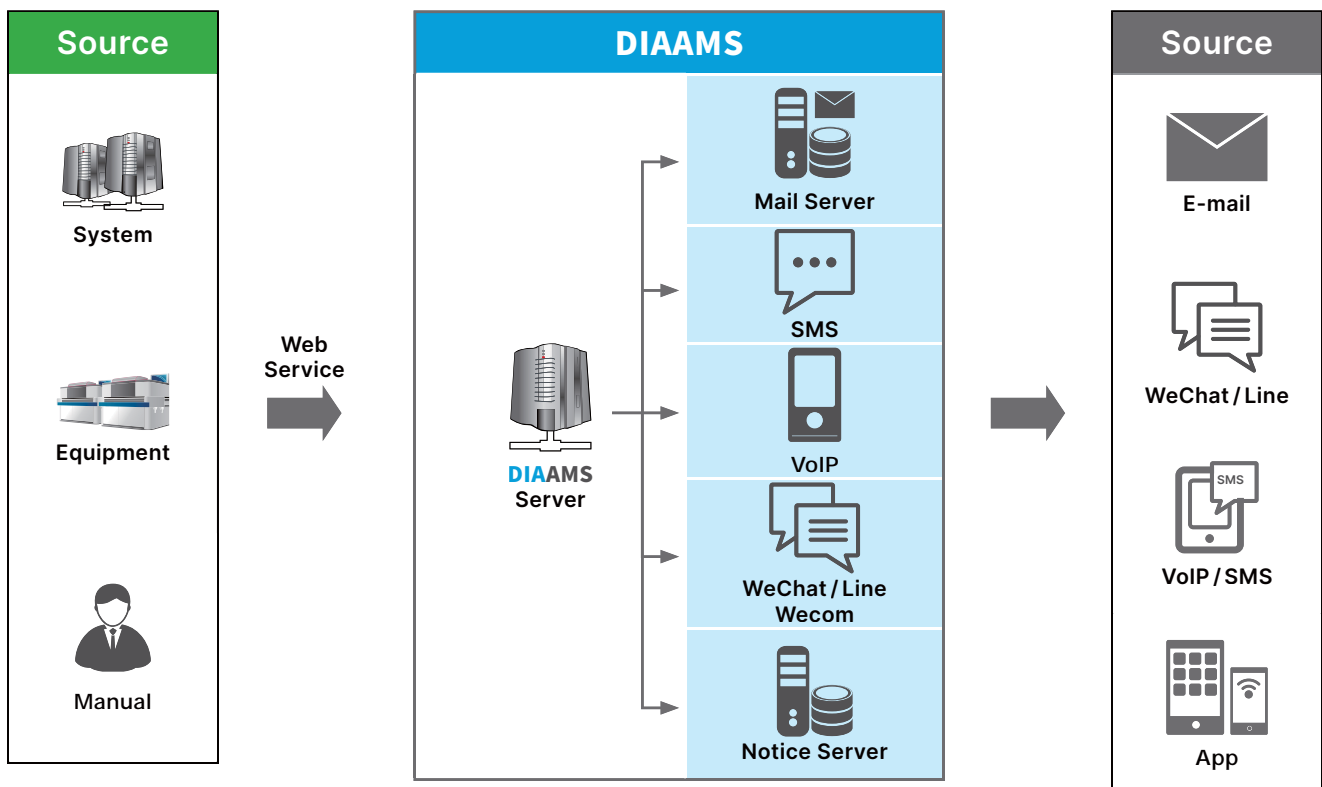 Source
System
Equipment
Manual
Web
Service
DIAAMS
DIAAMS
Server
Mail Server
SMS
VoIP
WeChat / Line
Wecom
Notice Server
Source
E-mail
WeChat / Line
SMS
VoIP / SMS
App